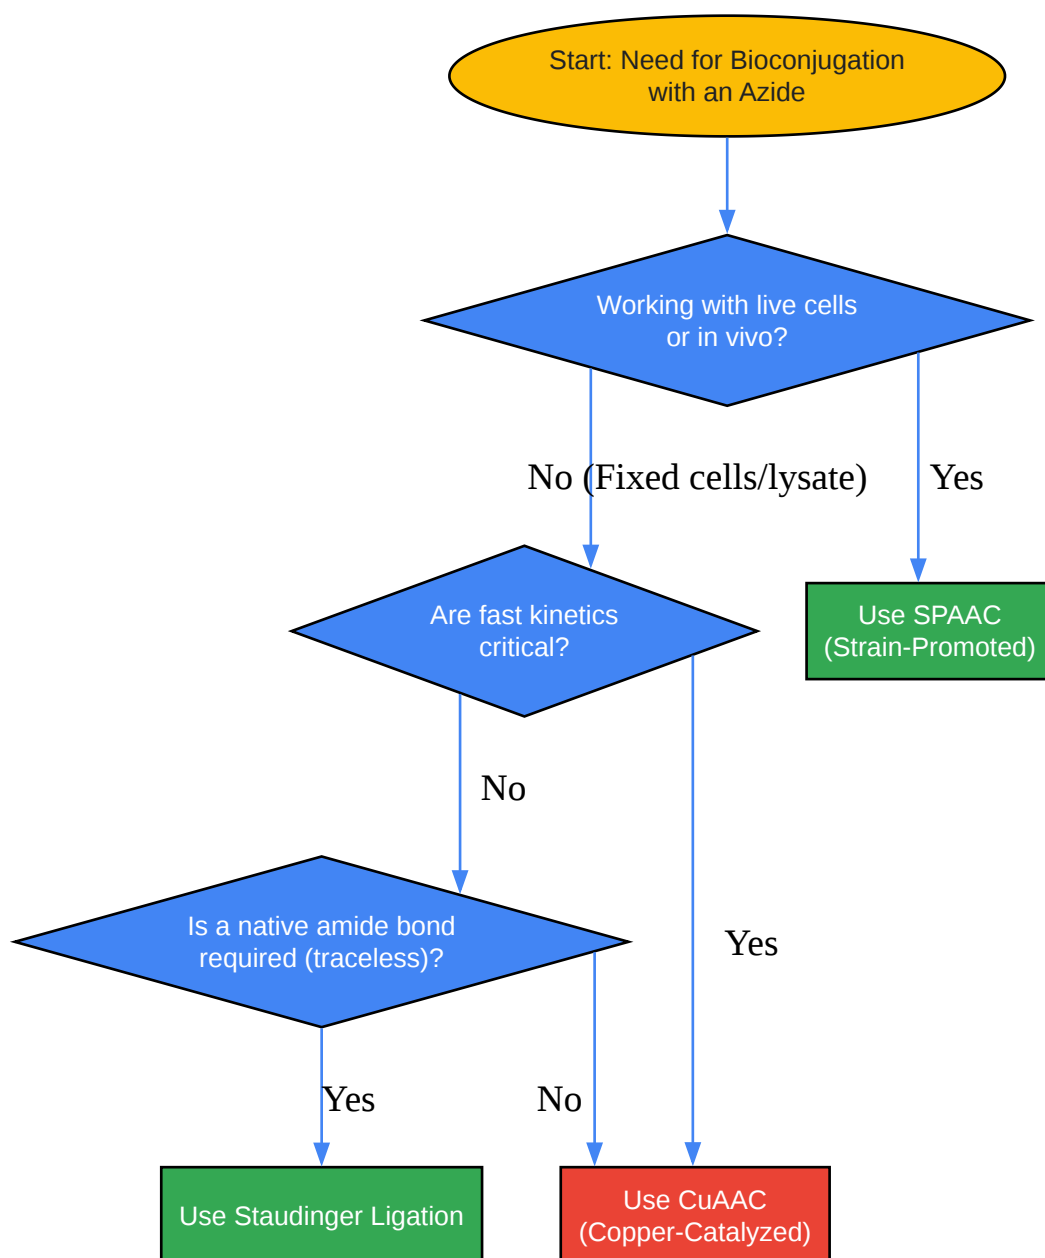 Start: Need for Bioconjugation
with an Azide
Working with live cells
or in vivo?
No (Fixed cells/lysate)
Yes
Are fast kinetics
critical?
Use SPAAC
(Strain-Promoted)
No
Is a native amide bond
required (traceless)?
Yes
Yes
No
Use Staudinger Ligation
Use CuAAC
(Copper-Catalyzed)